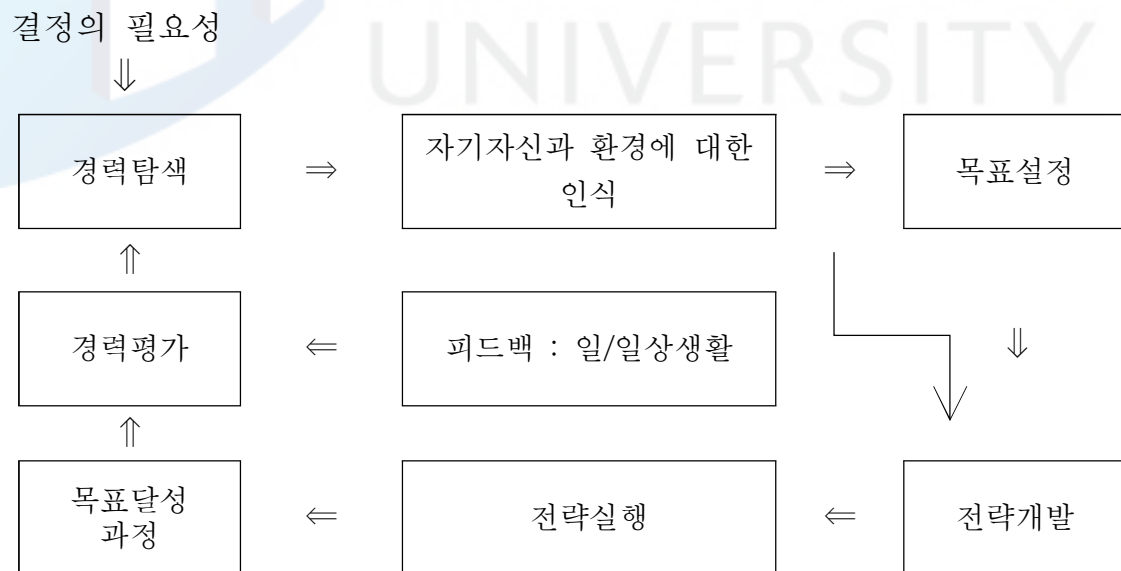 UNIVERSITY
결정의 필요성
⇓
경력탐색 ⇒ 자기자신과 환경에 대한
인식 ⇒ 목표설정
⇑
경력평가 ⇐ 피드백 : 일/일상생활 ⇓
⇑
목표달성
과정 ⇐ 전략실행 ⇐ 전략개발